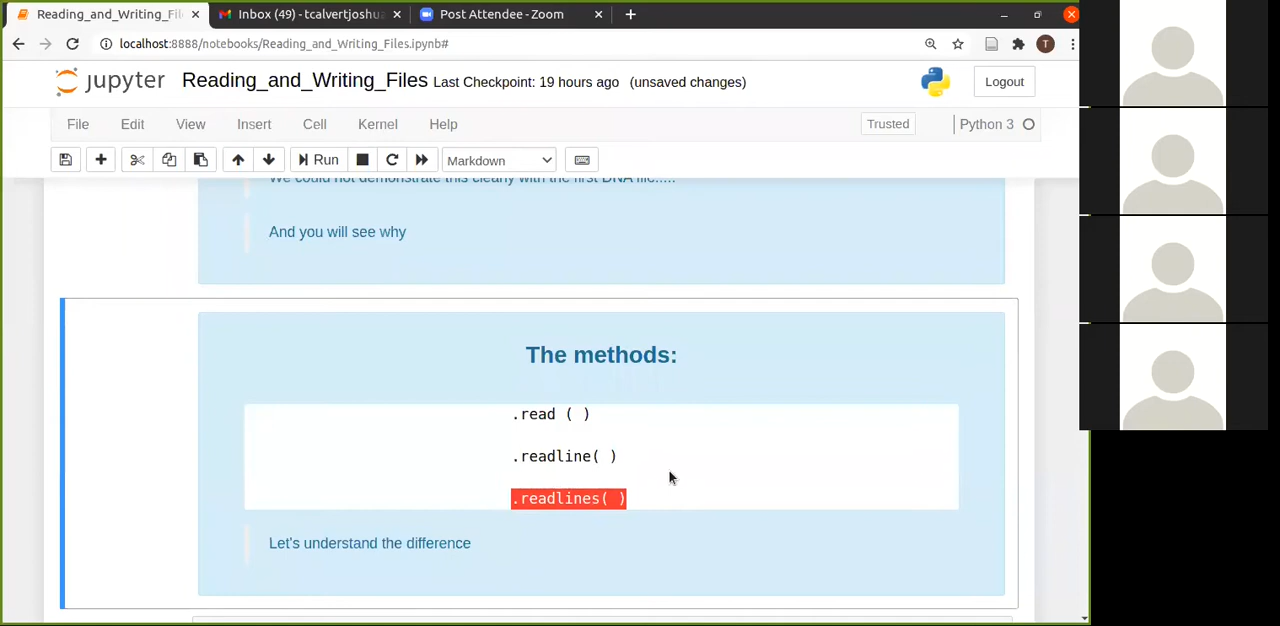 Reading_and_Writing_Fil
Inbox (49) - tcalvertjoshua
Post Attendee - Zoom
localhost:8888/notebooks/Reading_and_Writing_Files.ipynb#
T
jupyter Reading_and_Writing_Files Last Checkpoint: 19 hours ago (unsaved changes)
Logout
File Edit View Insert Cell Kernel Help
Trusted
Python 3
Run
Markdown
We could not demonstrate this clearly with the first DNA file.....
And you will see why
The methods:
.read ( )
.readline( )
.readlines( )
Let's understand the difference